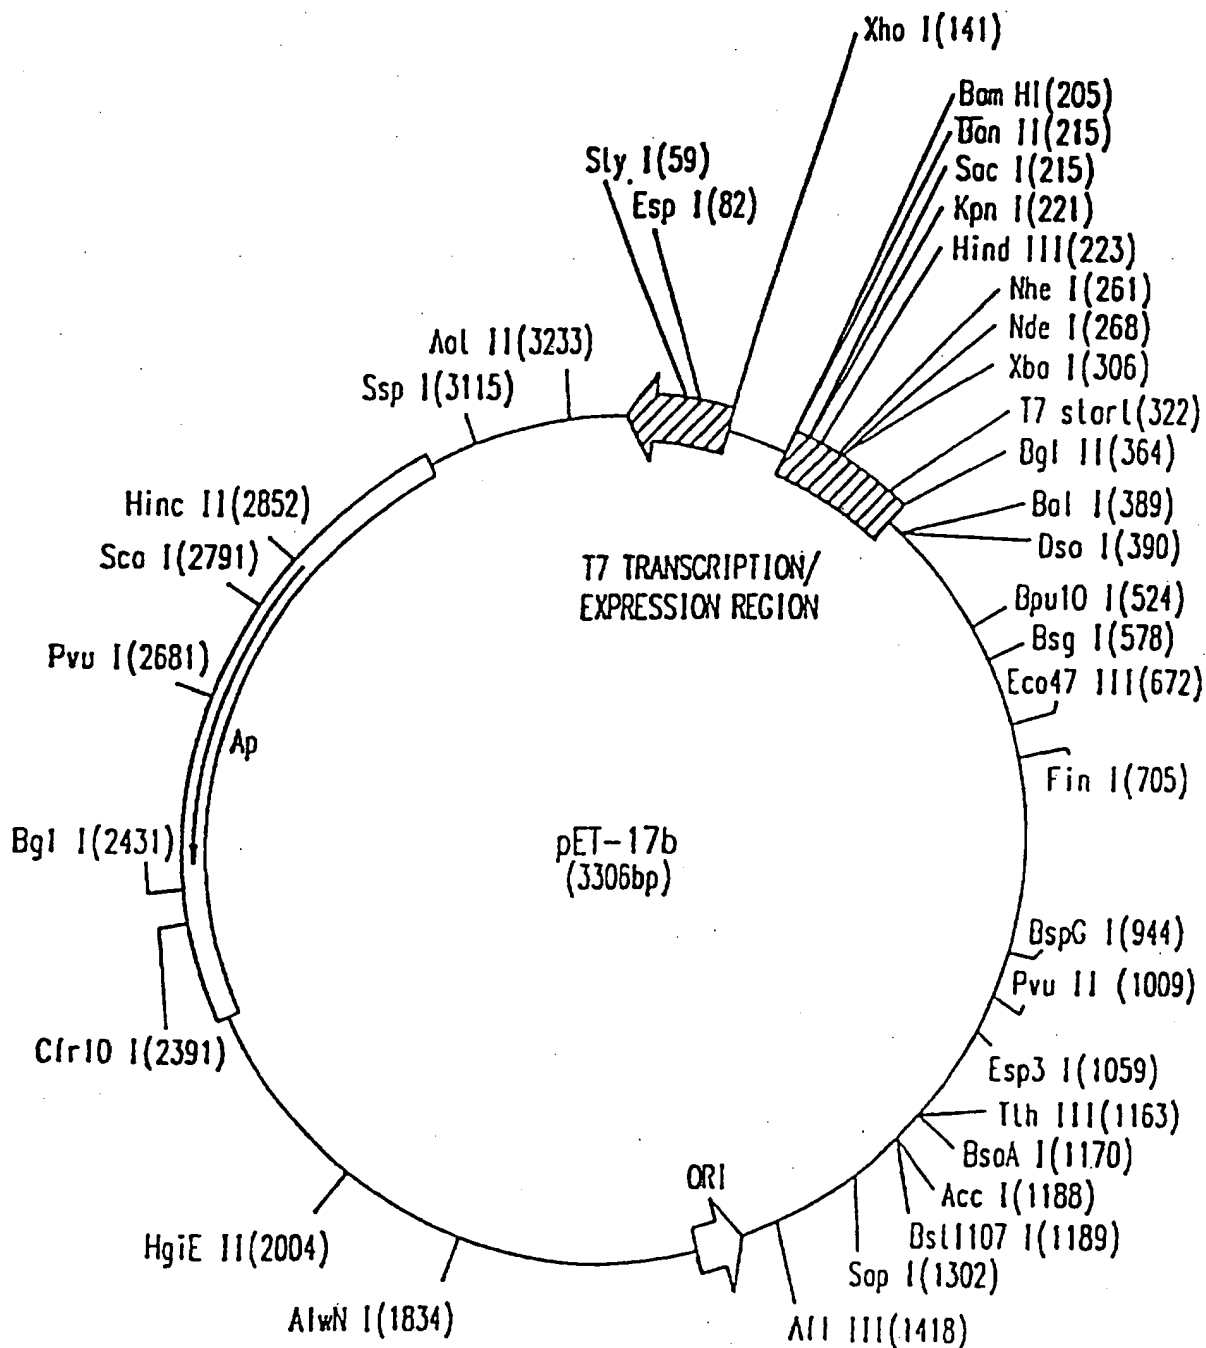 Xho I(141)
Bam HI(205)
Ban II(215)
Sac I(215)
Kpn I(221)
Hind III(223)
Nhe I(261)
Nde I(268)
Xba I(306)
T7 start(322)
Bgl II(364)
Bal I(389)
Dsa I(390)
Bpu10 I(524)
Bsg I(578)
Eco47 III(672)
Fin I(705)
BspG I(944)
Pvu II (1009)
Esp3 I(1059)
Tth III(1163)
BsaA I(1170)
Acc I(1188)
Bst1107 I(1189)
Sap I(1302)
Afl III(1418)
ORI
AlwN I(1834)
HgiE II(2004)
Cfr10 I(2391)
Bgl I(2431)
Ap
Pvu I(2681)
Sca I(2791)
Hinc II(2852)
Ssp I(3115)
Aat II(3233)
Sty I(59)
Esp I(82)
T7 TRANSCRIPTION/
EXPRESSION REGION
pET-17b
(3306bp)